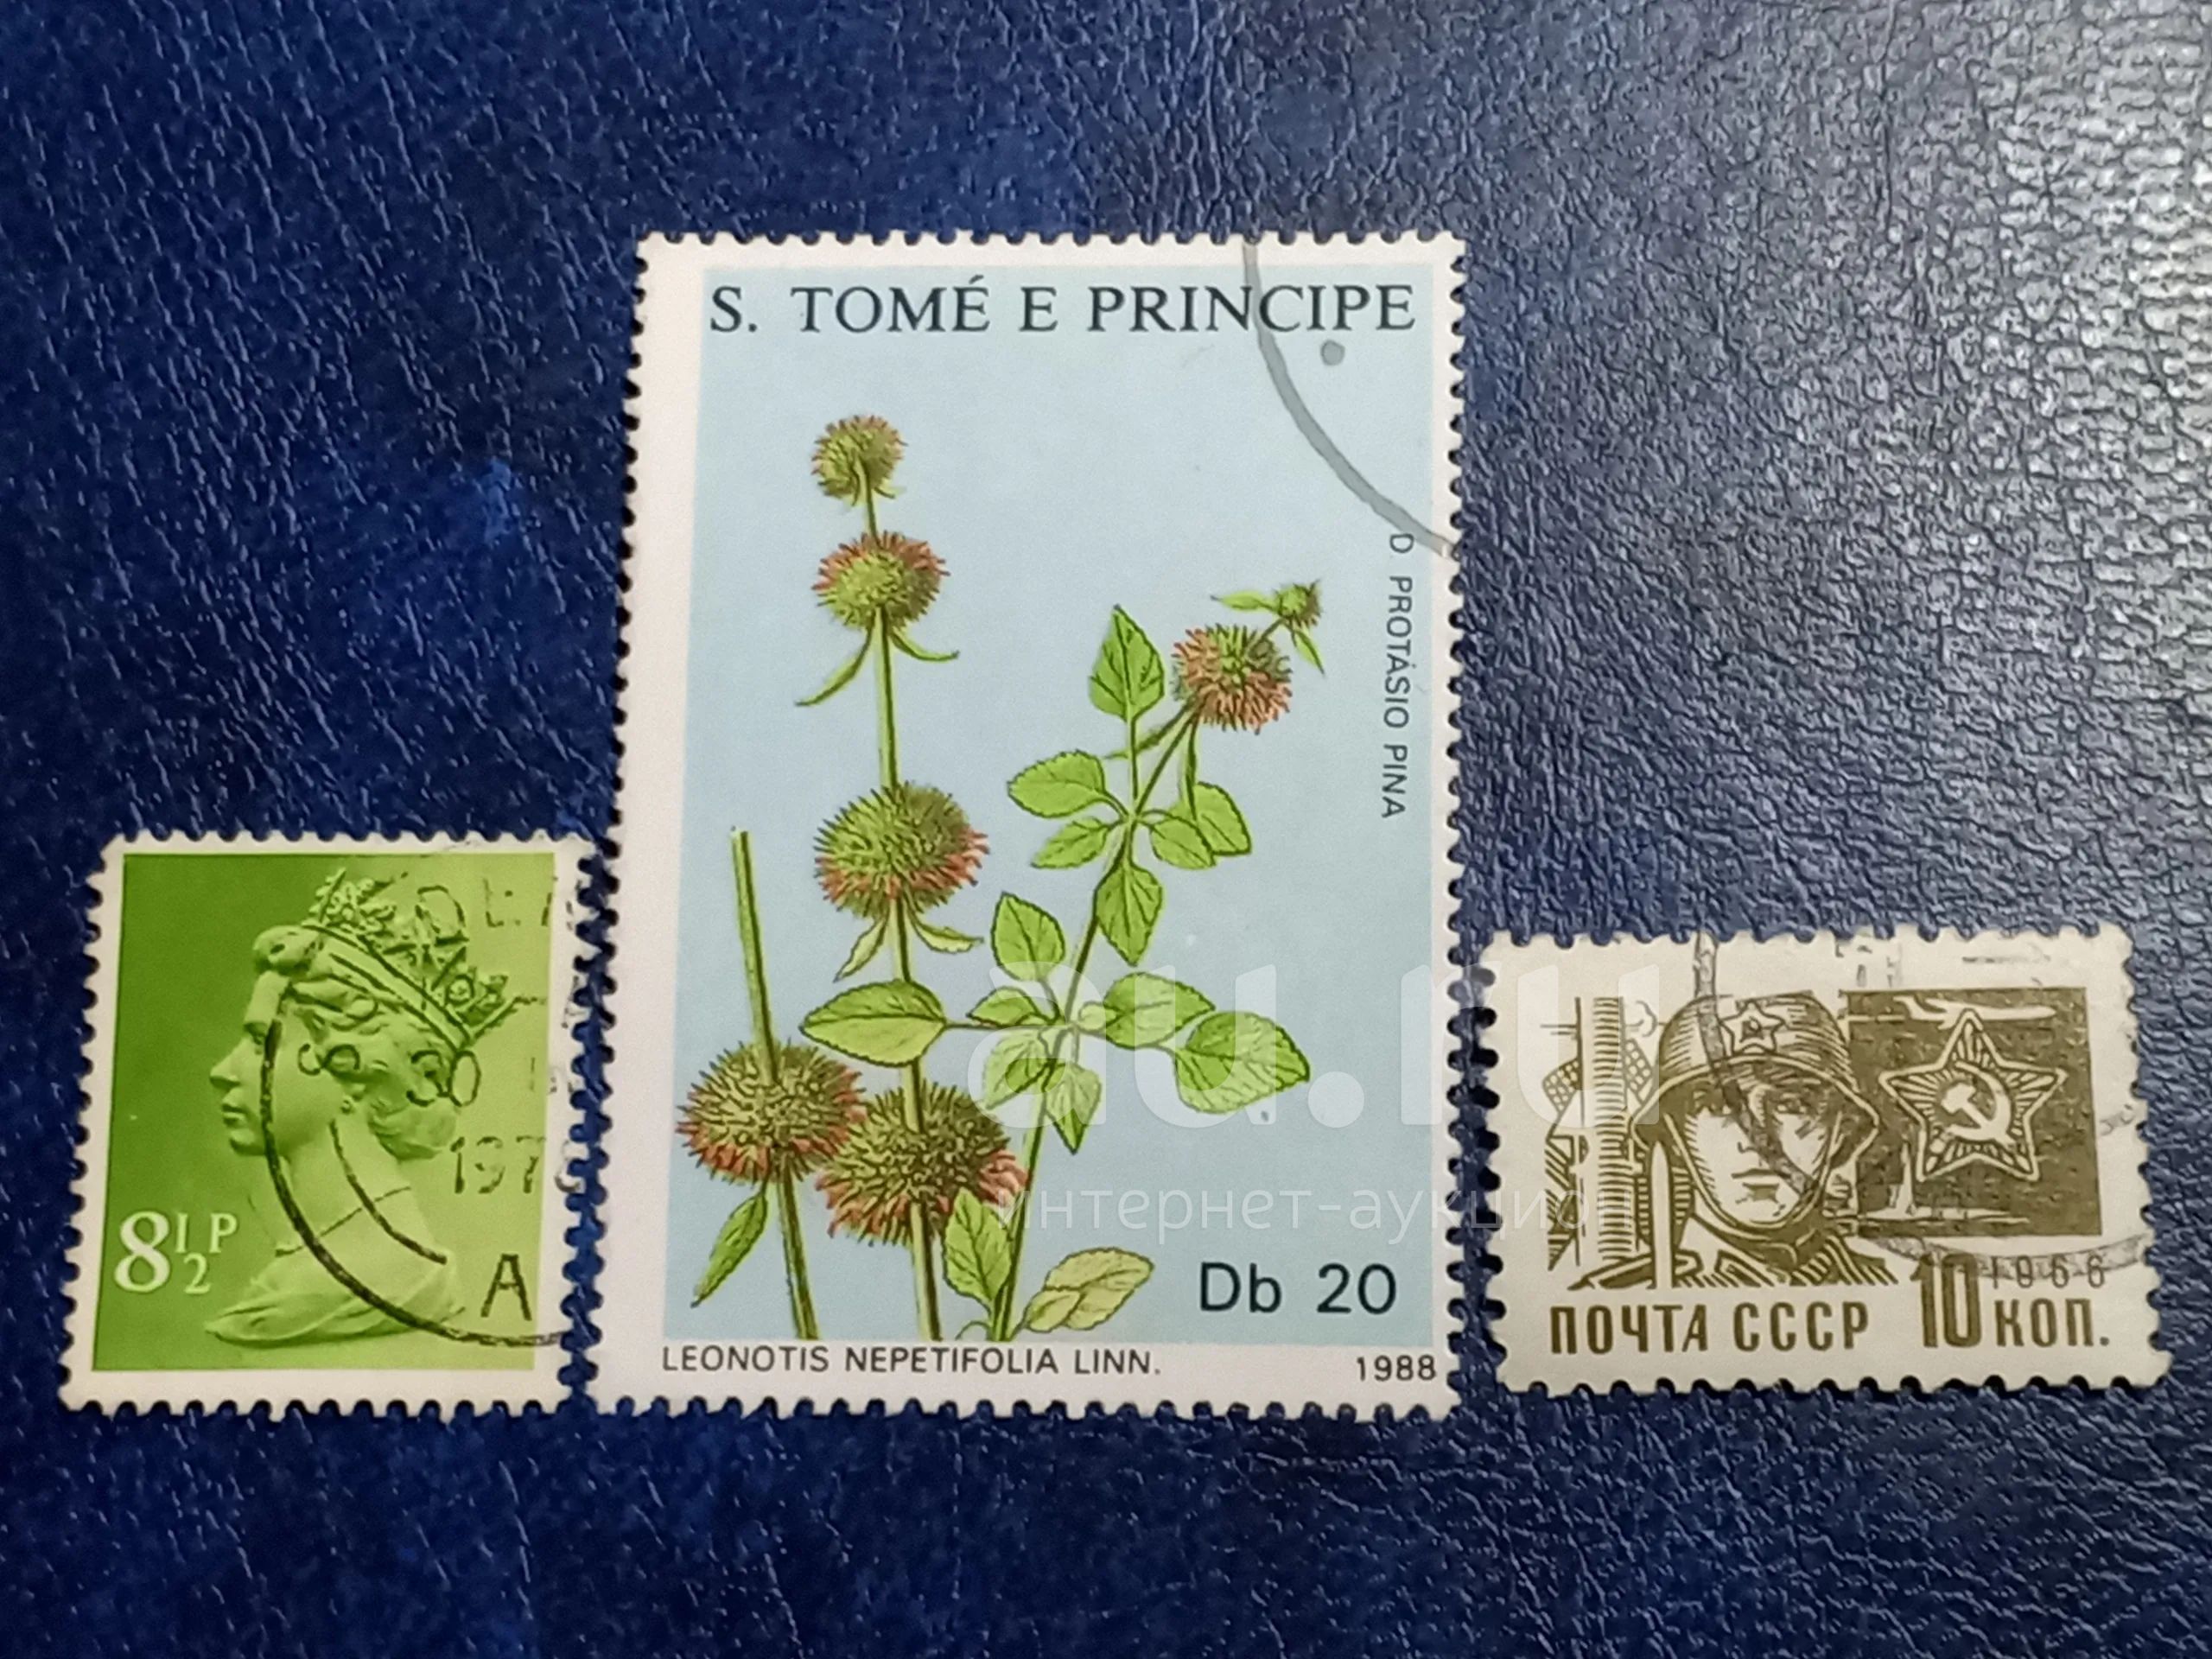 S. TOMÉ E PRINCIPE
D PROTÁSIO PINA
Db 20
LEONOTIS NEPETIFOLIA LINN.
1988
8½P
30
A
1966
ПОЧТА СССР 10 КОП.
au.ru
интернет-аукцион